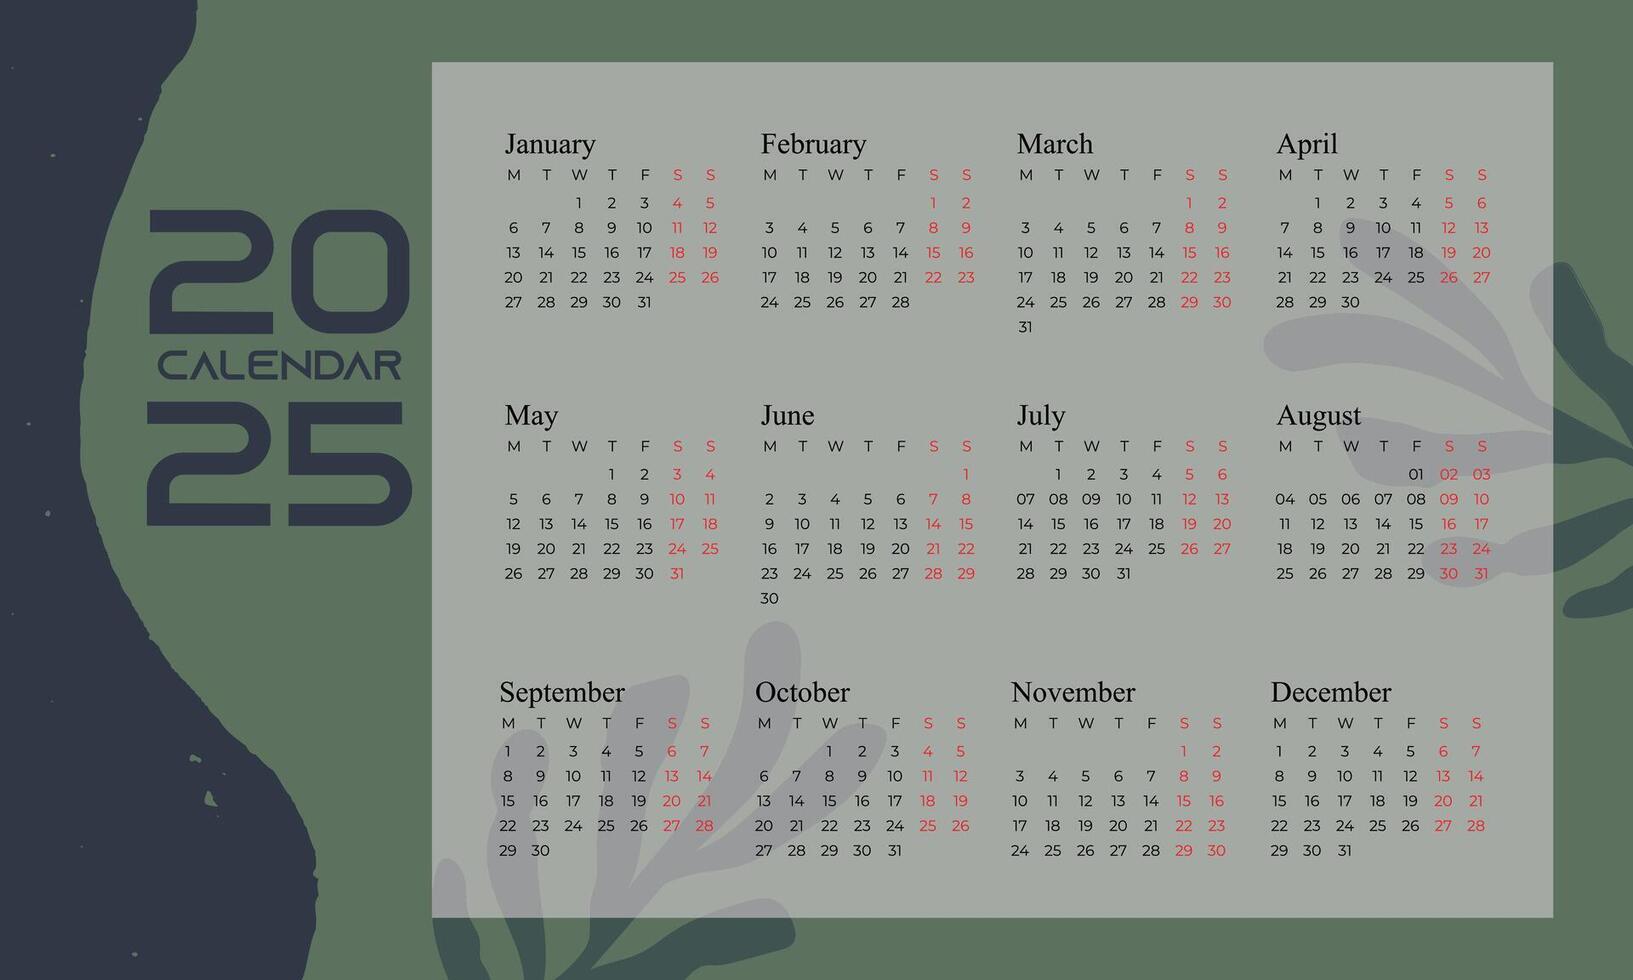 20
CALENDAR
25
January
M T W T F S S
1 2 3 4 5
6 7 8 9 10 11 12
13 14 15 16 17 18 19
20 21 22 23 24 25 26
27 28 29 30 31
February
M T W T F S S
1 2
3 4 5 6 7 8 9
10 11 12 13 14 15 16
17 18 19 20 21 22 23
24 25 26 27 28
March
M T W T F S S
1 2
3 4 5 6 7 8 9
10 11 12 13 14 15 16
17 18 19 20 21 22 23
24 25 26 27 28 29 30
31
April
M T W T F S S
1 2 3 4 5 6
7 8 9 10 11 12 13
14 15 16 17 18 19 20
21 22 23 24 25 26 27
28 29 30
May
M T W T F S S
1 2 3 4
5 6 7 8 9 10 11
12 13 14 15 16 17 18
19 20 21 22 23 24 25
26 27 28 29 30 31
June
M T W T F S S
1
2 3 4 5 6 7 8
9 10 11 12 13 14 15
16 17 18 19 20 21 22
23 24 25 26 27 28 29
30
July
M T W T F S S
1 2 3 4 5 6
07 08 09 10 11 12 13
14 15 16 17 18 19 20
21 22 23 24 25 26 27
28 29 30 31
August
M T W T F S S
01 02 03
04 05 06 07 08 09 10
11 12 13 14 15 16 17
18 19 20 21 22 23 24
25 26 27 28 29 30 31
September
M T W T F S S
1 2 3 4 5 6 7
8 9 10 11 12 13 14
15 16 17 18 19 20 21
22 23 24 25 26 27 28
29 30
October
M T W T F S S
1 2 3 4 5
6 7 8 9 10 11 12
13 14 15 16 17 18 19
20 21 22 23 24 25 26
27 28 29 30 31
November
M T W T F S S
1 2
3 4 5 6 7 8 9
10 11 12 13 14 15 16
17 18 19 20 21 22 23
24 25 26 27 28 29 30
December
M T W T F S S
1 2 3 4 5 6 7
8 9 10 11 12 13 14
15 16 17 18 19 20 21
22 23 24 25 26 27 28
29 30 31